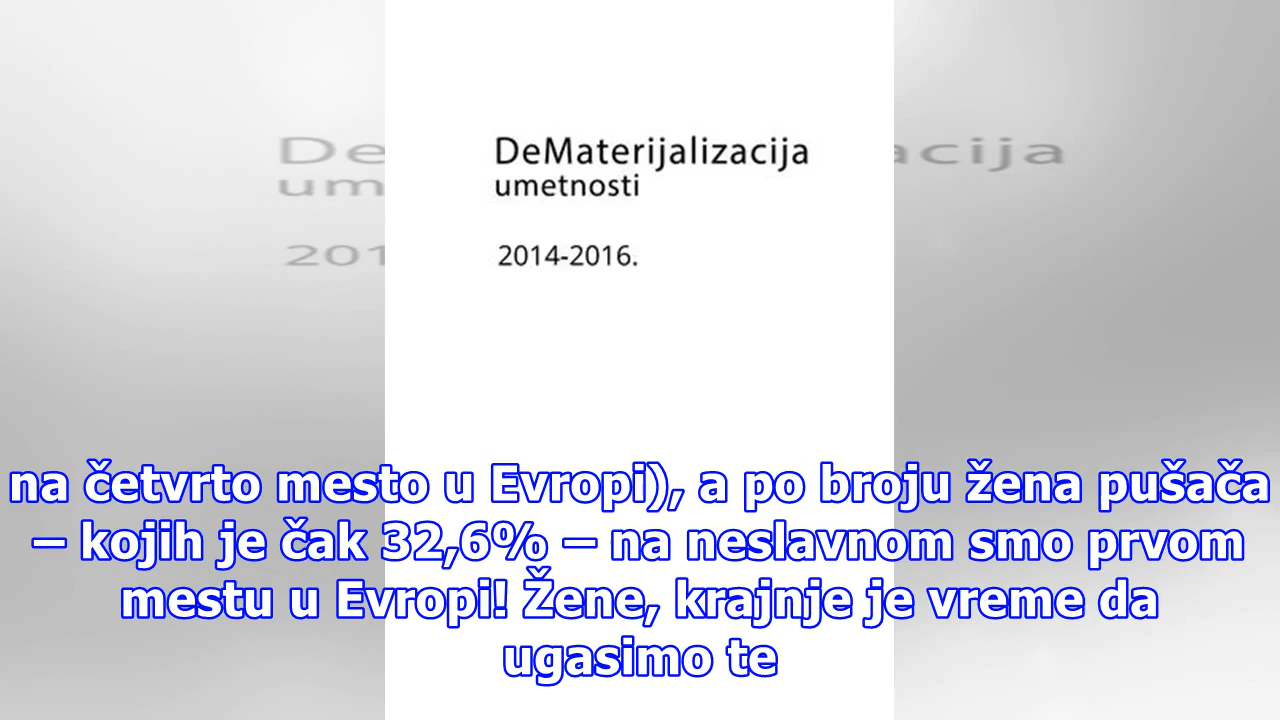 DeMaterijalizacija
umetnosti
2014-2016.
na četvrto mesto u Evropi), a po broju žena pušača
– kojih je čak 32,6% – na neslavnom smo prvom
mestu u Evropi! Žene, krajnje je vreme da
ugasimo te